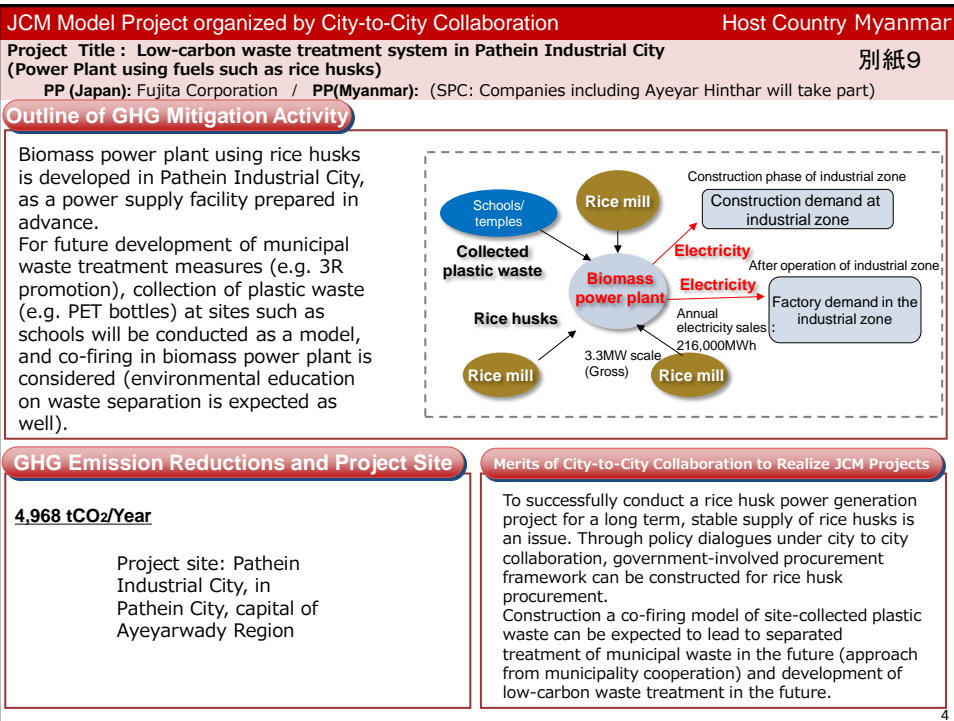 JCM Model Project organized by City-to-City Collaboration
Host Country Myanmar
Project Title : Low-carbon waste treatment system in Pathein Industrial City
(Power Plant using fuels such as rice husks)
別紙9
PP (Japan): Fujita Corporation / PP(Myanmar): (SPC: Companies including Ayeyar Hinthar will take part)
Outline of GHG Mitigation Activity
Biomass power plant using rice husks
is developed in Pathein Industrial City,
as a power supply facility prepared in
advance.
For future development of municipal
waste treatment measures (e.g. 3R
promotion), collection of plastic waste
(e.g. PET bottles) at sites such as
schools will be conducted as a model,
and co-firing in biomass power plant is
considered (environmental education
on waste separation is expected as
well).
Schools/
temples
Rice mill
Construction phase of industrial zone
Construction demand at
industrial zone
Collected
plastic waste
Electricity
After operation of industrial zone
Biomass
power plant
Electricity
Factory demand in the
industrial zone
Rice husks
Annual
electricity sales :
216,000MWh
3.3MW scale
(Gross)
Rice mill
Rice mill
GHG Emission Reductions and Project Site
4,968 tCO2/Year
Project site: Pathein
Industrial City, in
Pathein City, capital of
Ayeyarwady Region
Merits of City-to-City Collaboration to Realize JCM Projects
To successfully conduct a rice husk power generation
project for a long term, stable supply of rice husks is
an issue. Through policy dialogues under city to city
collaboration, government-involved procurement
framework can be constructed for rice husk
procurement.
Construction a co-firing model of site-collected plastic
waste can be expected to lead to separated
treatment of municipal waste in the future (approach
from municipality cooperation) and development of
low-carbon waste treatment in the future.
4